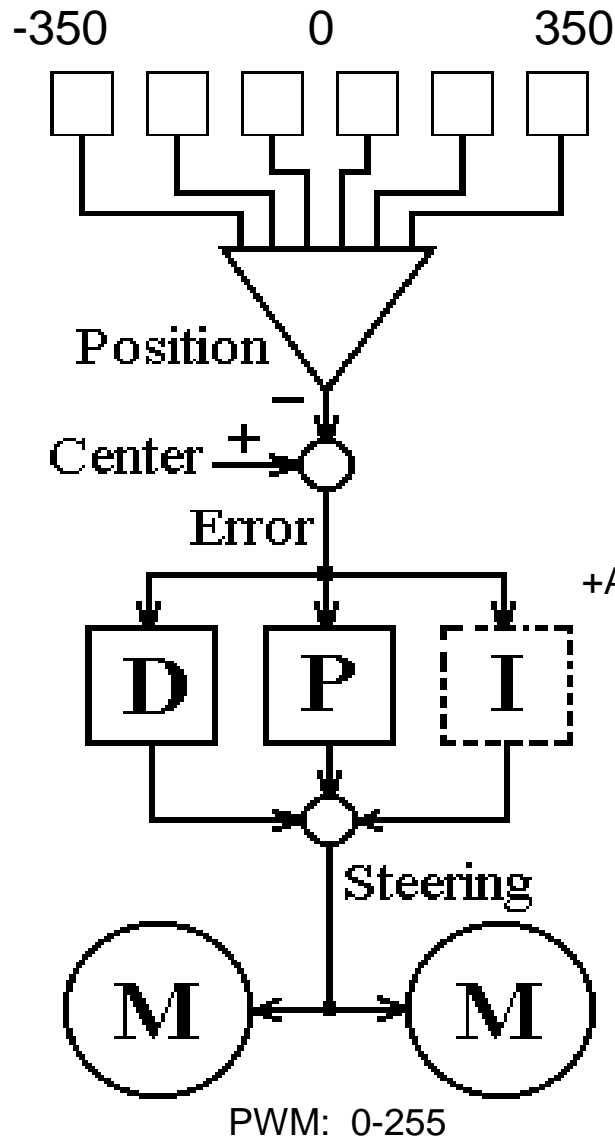 -350 0 350
Position
−
+
Center
Error
+A
D P I
Steering
M M
PWM: 0-255